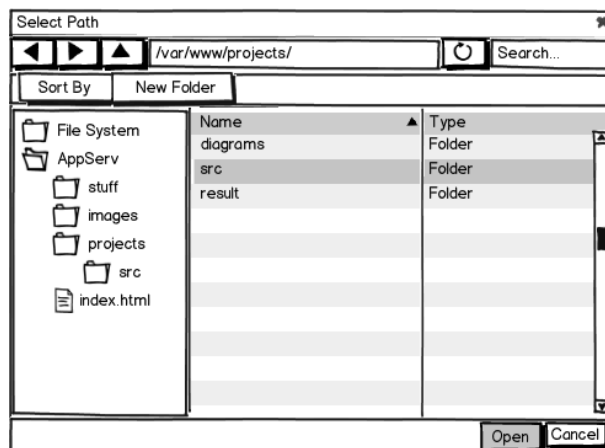 Select Path
/var/www/projects/
Search...
Sort By
New Folder
File System
AppServ
stuff
images
projects
src
index.html
Name
Type
diagrams
Folder
src
Folder
result
Folder
Open
Cancel